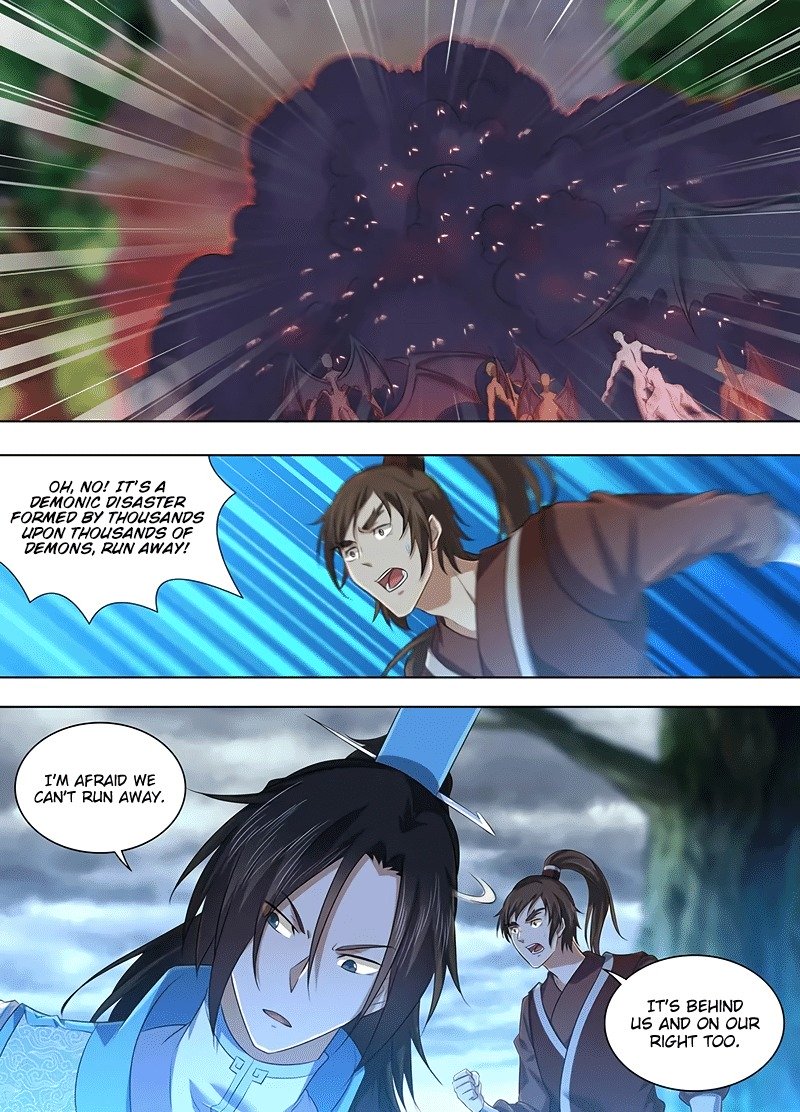 OH, NO! IT'S A
DEMONIC DISASTER
FORMED BY THOUSANDS
UPON THOUSANDS OF
DEMONS, RUN AWAY!
I'M AFRAID WE
CAN'T RUN AWAY.
IT'S BEHIND
US AND ON OUR
RIGHT TOO.